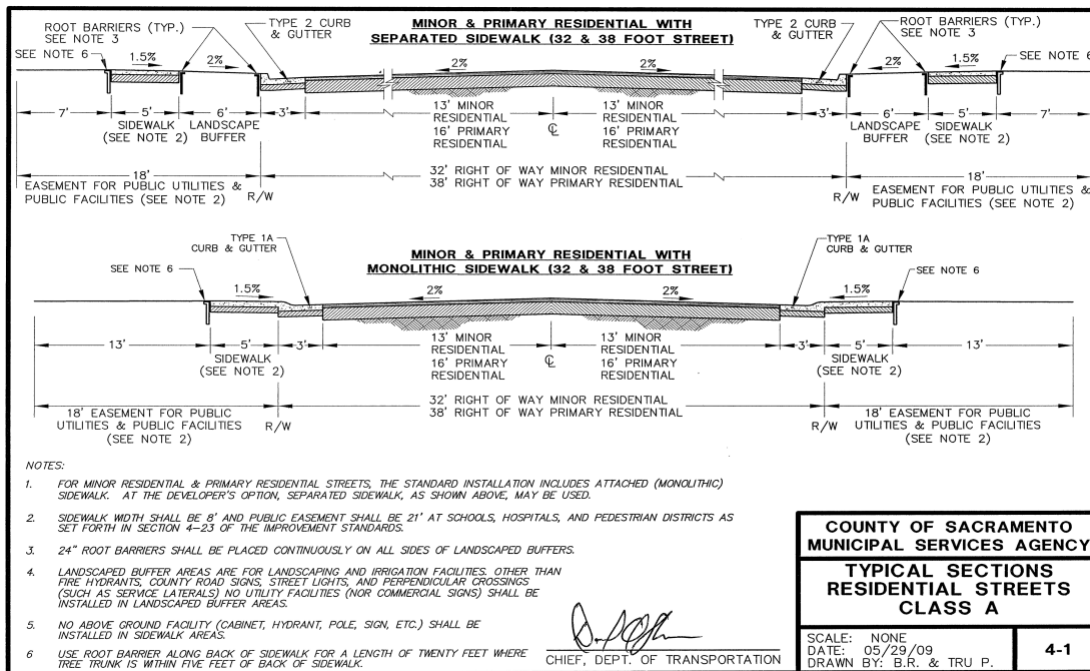 MINOR & PRIMARY RESIDENTIAL WITH
SEPARATED SIDEWALK (32 & 38 FOOT STREET)
ROOT BARRIERS (TYP.)
SEE NOTE 3
SEE NOTE 6
TYPE 2 CURB
& GUTTER
TYPE 2 CURB
& GUTTER
ROOT BARRIERS (TYP.)
SEE NOTE 3
SEE NOTE 6
1.5%
2%
2%
2%
2%
1.5%
7'
5'
6'
3'
13' MINOR
RESIDENTIAL
16' PRIMARY
RESIDENTIAL
℄
13' MINOR
RESIDENTIAL
16' PRIMARY
RESIDENTIAL
3'
6'
5'
7'
SIDEWALK
(SEE NOTE 2)
LANDSCAPE
BUFFER
LANDSCAPE
BUFFER
SIDEWALK
(SEE NOTE 2)
18'
EASEMENT FOR PUBLIC UTILITIES &
PUBLIC FACILITIES (SEE NOTE 2)
R/W
32' RIGHT OF WAY MINOR RESIDENTIAL
38' RIGHT OF WAY PRIMARY RESIDENTIAL
R/W
18'
EASEMENT FOR PUBLIC UTILITIES &
PUBLIC FACILITIES (SEE NOTE 2)
MINOR & PRIMARY RESIDENTIAL WITH
MONOLITHIC SIDEWALK (32 & 38 FOOT STREET)
SEE NOTE 6
TYPE 1A
CURB & GUTTER
TYPE 1A
CURB & GUTTER
SEE NOTE 6
1.5%
2%
2%
1.5%
13'
5'
3'
13' MINOR
RESIDENTIAL
16' PRIMARY
RESIDENTIAL
℄
13' MINOR
RESIDENTIAL
16' PRIMARY
RESIDENTIAL
3'
5'
13'
SIDEWALK
(SEE NOTE 2)
SIDEWALK
(SEE NOTE 2)
18' EASEMENT FOR PUBLIC
UTILITIES & PUBLIC FACILITIES
(SEE NOTE 2)
R/W
32' RIGHT OF WAY MINOR RESIDENTIAL
38' RIGHT OF WAY PRIMARY RESIDENTIAL
R/W
18' EASEMENT FOR PUBLIC
UTILITIES & PUBLIC FACILITIES
(SEE NOTE 2)
NOTES:
1. FOR MINOR RESIDENTIAL & PRIMARY RESIDENTIAL STREETS, THE STANDARD INSTALLATION INCLUDES ATTACHED (MONOLITHIC)
SIDEWALK. AT THE DEVELOPER'S OPTION, SEPARATED SIDEWALK, AS SHOWN ABOVE, MAY BE USED.
2. SIDEWALK WIDTH SHALL BE 8' AND PUBLIC EASEMENT SHALL BE 21' AT SCHOOLS, HOSPITALS, AND PEDESTRIAN DISTRICTS AS
SET FORTH IN SECTION 4-23 OF THE IMPROVEMENT STANDARDS.
3. 24" ROOT BARRIERS SHALL BE PLACED CONTINUOUSLY ON ALL SIDES OF LANDSCAPED BUFFERS.
4. LANDSCAPED BUFFER AREAS ARE FOR LANDSCAPING AND IRRIGATION FACILITIES. OTHER THAN
FIRE HYDRANTS, COUNTY ROAD SIGNS, STREET LIGHTS, AND PERPENDICULAR CROSSINGS
(SUCH AS SERVICE LATERALS) NO UTILITY FACILITIES (NOR COMMERCIAL SIGNS) SHALL BE
INSTALLED IN LANDSCAPED BUFFER AREAS.
5. NO ABOVE GROUND FACILITY (CABINET, HYDRANT, POLE, SIGN, ETC.) SHALL BE
INSTALLED IN SIDEWALK AREAS.
6 USE ROOT BARRIER ALONG BACK OF SIDEWALK FOR A LENGTH OF TWENTY FEET WHERE
TREE TRUNK IS WITHIN FIVE FEET OF BACK OF SIDEWALK.
CHIEF, DEPT. OF TRANSPORTATION
COUNTY OF SACRAMENTO
MUNICIPAL SERVICES AGENCY
TYPICAL SECTIONS
RESIDENTIAL STREETS
CLASS A
SCALE: NONE
DATE: 05/29/09
DRAWN BY: B.R. & TRU P.
4-1